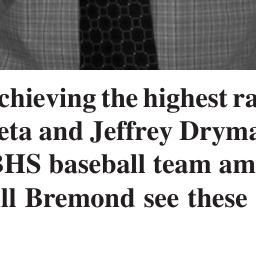 chieving the highest ra
eta and Jeffrey Dryma
BHS baseball team am
ll Bremond see these